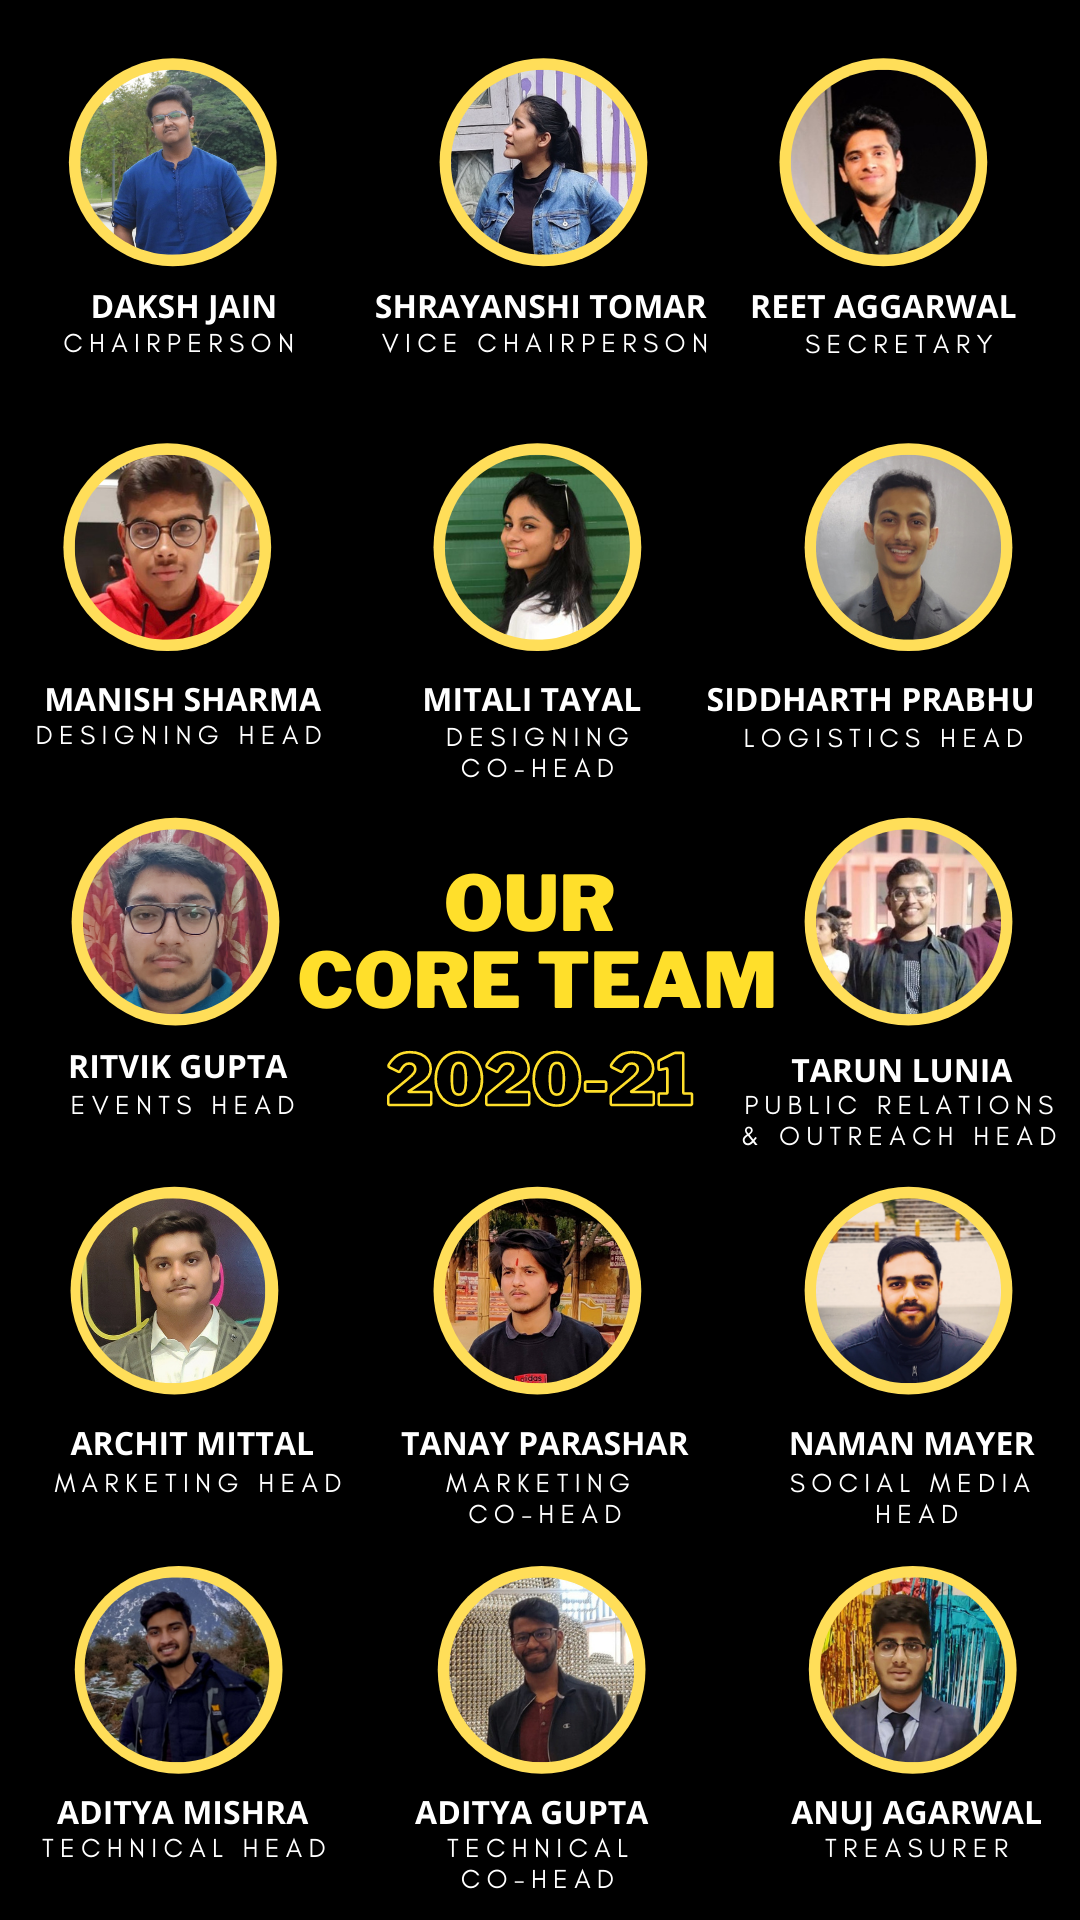 DAKSH JAIN
CHAIRPERSON
SHRAYANSHI TOMAR
VICE CHAIRPERSON
REET AGGARWAL
SECRETARY
MANISH SHARMA
DESIGNING HEAD
MITALI TAYAL
DESIGNING
CO-HEAD
SIDDHARTH PRABHU
LOGISTICS HEAD
RITVIK GUPTA
EVENTS HEAD
OUR
CORE TEAM
2020-21
TARUN LUNIA
PUBLIC RELATIONS
& OUTREACH HEAD
ARCHIT MITTAL
MARKETING HEAD
adidas
TANAY PARASHAR
MARKETING
CO-HEAD
NAMAN MAYER
SOCIAL MEDIA
HEAD
ADITYA MISHRA
TECHNICAL HEAD
ADITYA GUPTA
TECHNICAL
CO-HEAD
ANUJ AGARWAL
TREASURER